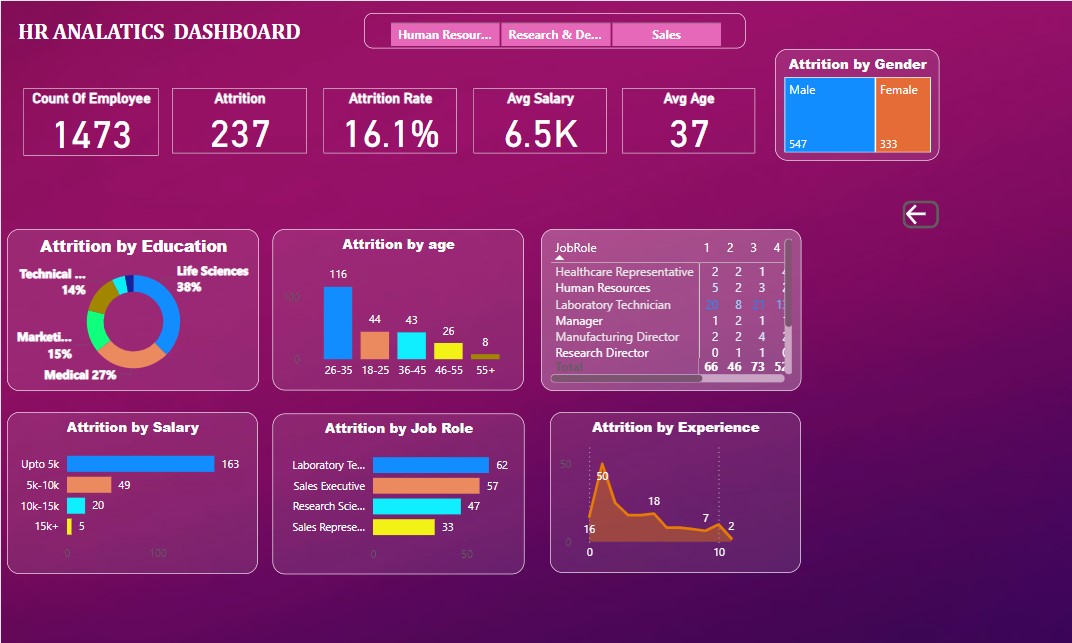 HR ANALATICS DASHBOARD
Human Resour...
Research & De...
Sales
Attrition by Gender
Male
Female
547
333
Count Of Employee
1473
Attrition
237
Attrition Rate
16.1%
Avg Salary
6.5K
Avg Age
37
Attrition by Education
Technical ...
14%
Life Sciences
38%
Marketi...
15%
Medical 27%
Attrition by age
100
0
116
44
43
26
8
26-35 18-25 36-45 46-55 55+
JobRole 1 2 3 4
Healthcare Representative 2 2 1
Human Resources 5 2 3
Laboratory Technician 20 8 21
Manager 1 2 1
Manufacturing Director 2 2 4
Research Director 0 1 1
Total 66 46 73 52
Attrition by Salary
Upto 5k 163
5k-10k 49
10k-15k 20
15k+ 5
0 100
Attrition by Job Role
Laboratory Te... 62
Sales Executive 57
Research Scie... 47
Sales Represe... 33
0 50
Attrition by Experience
50
0
50
16
18
7
2
0 10